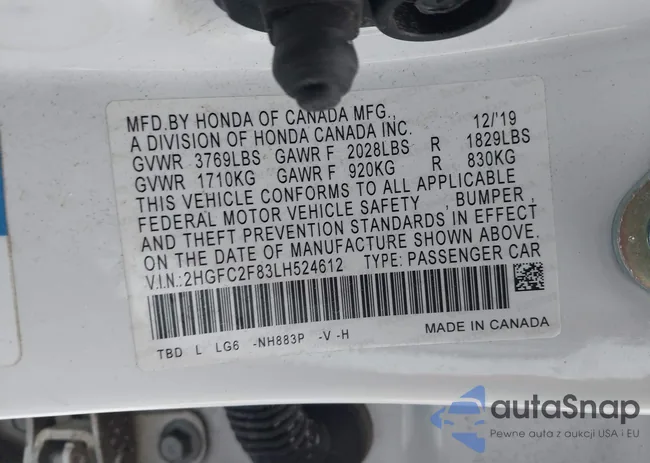 MFD.BY HONDA OF CANADA MFG., 12/'19
A DIVISION OF HONDA CANADA INC.
GVWR 3769LBS GAWR F 2028LBS R 1829LBS
GVWR 1710KG GAWR F 920KG R 830KG
THIS VEHICLE CONFORMS TO ALL APPLICABLE
FEDERAL MOTOR VEHICLE SAFETY BUMPER,
AND THEFT PREVENTION STANDARDS IN EFFECT
ON THE DATE OF MANUFACTURE SHOWN ABOVE.
V.I.N.:2HGFC2F83LH524612 TYPE: PASSENGER CAR
TBD L LG6 -NH883P -V -H MADE IN CANADA
autaSnap
Pewne auta z aukcji USA i EU